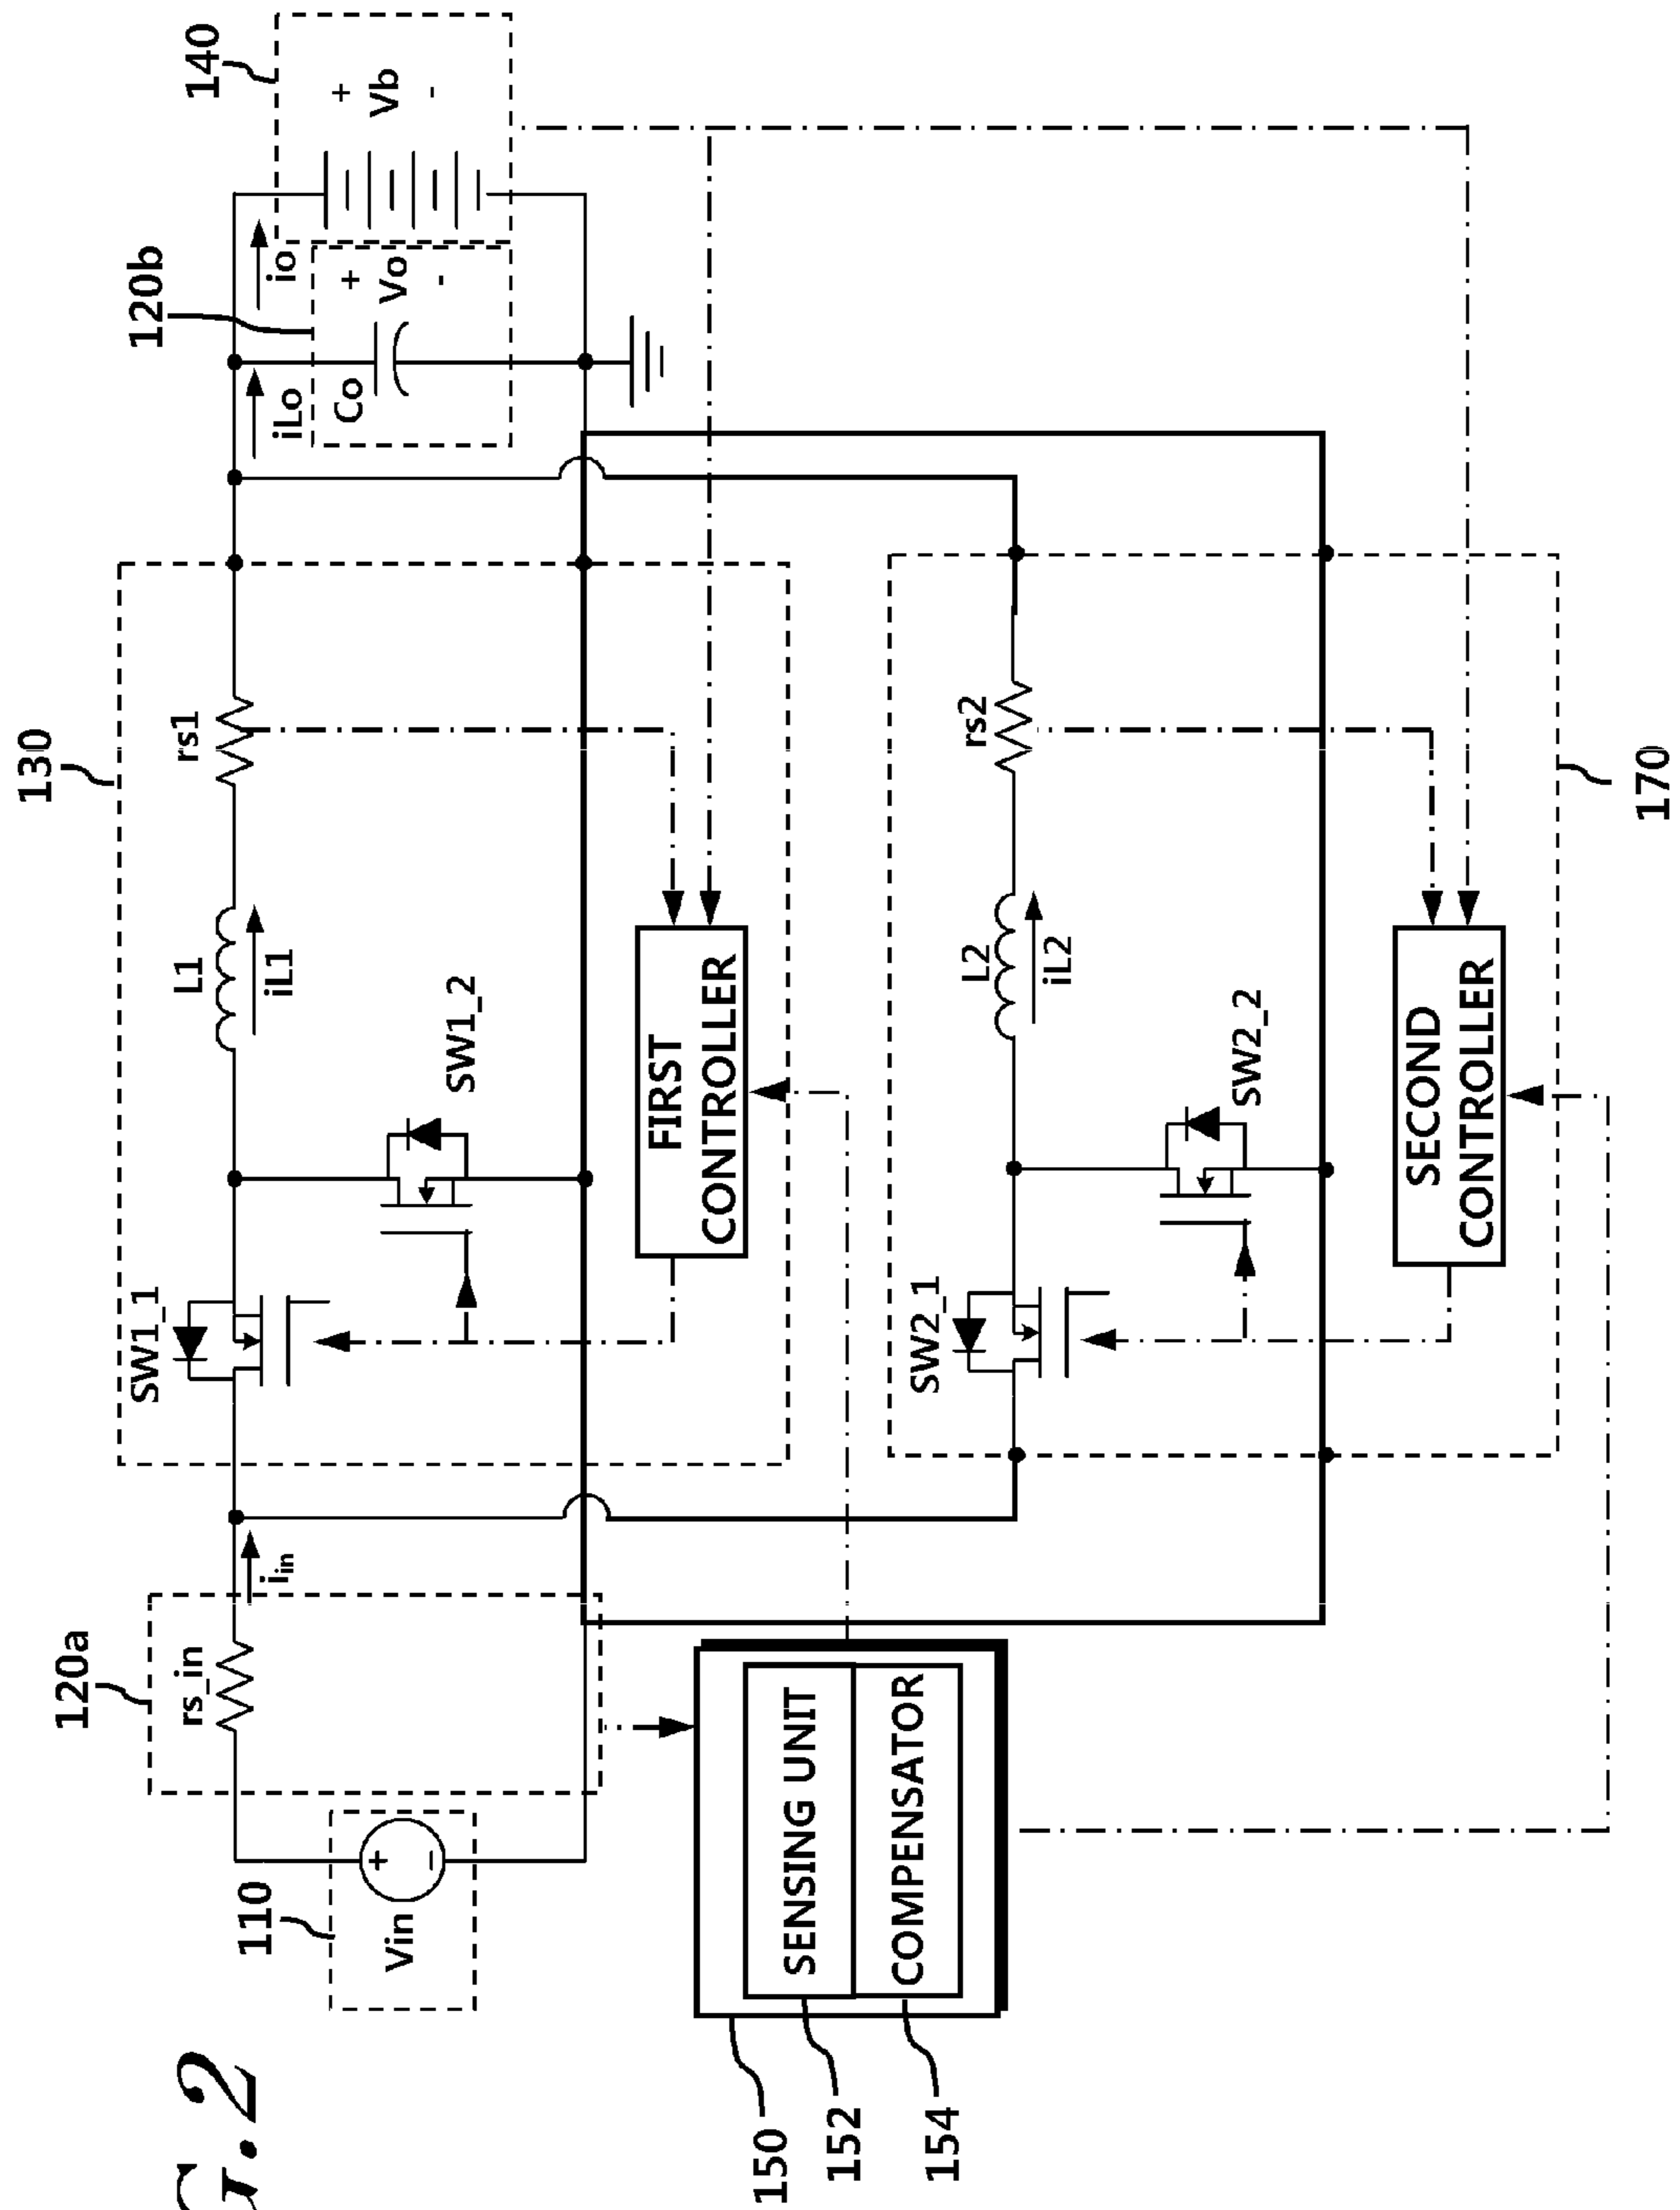 G.2
110
Vin
+
-
120a
rs_in
iin
130
SW1_1
SW1_2
L1
iL1
rs1
FIRST
CONTROLLER
iLo
120b
Co
+
Vo
-
io
140
+
Vb
-
150
152
154
SENSING UNIT
COMPENSATOR
SW2_1
SW2_2
L2
iL2
rs2
SECOND
CONTROLLER
170